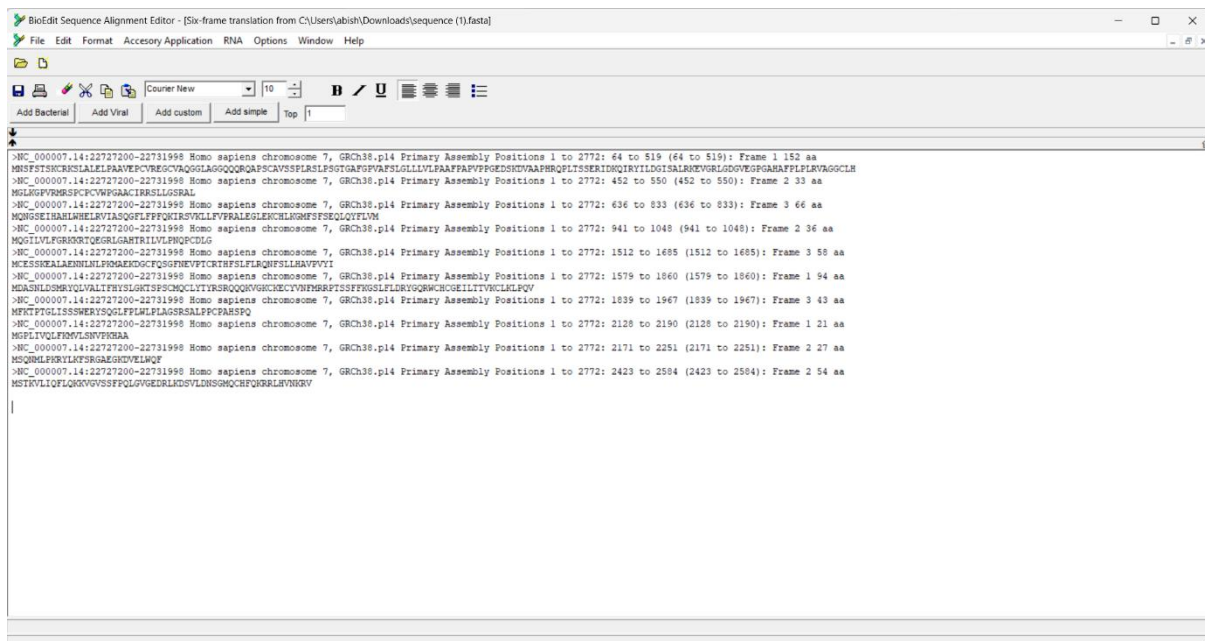 BioEdit Sequence Alignment Editor - [Six-frame translation from C:\Users\abish\Downloads\sequence (1).fasta]
File Edit Format Accesory Application RNA Options Window Help
Courier New 10 B I U
Add Bacterial Add Viral Add custom Add simple Top 1
>NC_000007.14:22727200-22731998 Homo sapiens chromosome 7, GRCh38.p14 Primary Assembly Positions 1 to 2772: 64 to 519 (64 to 519): Frame 1 152 aa
MNSFSTSKCRKSLALELPAAVEPCVREGCVAQGGLAGGQQQRQAPSCAVSSPLRSLPSGTGAFGPVAFSLGLLLVLPAAFPAPVPPGEDSKDVAAPHRQPLTSSERIDKQIRYILDGISALRKEVGRLGDGVEGPGAHAFPLPLRVAGGCLH
>NC_000007.14:22727200-22731998 Homo sapiens chromosome 7, GRCh38.p14 Primary Assembly Positions 1 to 2772: 452 to 550 (452 to 550): Frame 2 33 aa
MGLKGPVRMRSPCPCVWPGAACIRRSLLGSRAL
>NC_000007.14:22727200-22731998 Homo sapiens chromosome 7, GRCh38.p14 Primary Assembly Positions 1 to 2772: 636 to 833 (636 to 833): Frame 3 66 aa
MQNGSEIHAHLWHELRVIASQGFLFPFQKIRSVKLLFVPRALEGLEKCHLKGMFSFSEQLQYFLVM
>NC_000007.14:22727200-22731998 Homo sapiens chromosome 7, GRCh38.p14 Primary Assembly Positions 1 to 2772: 941 to 1048 (941 to 1048): Frame 2 36 aa
MQGILVLFGRKKRTQEGRLGAHTRILVLPNQPCDLG
>NC_000007.14:22727200-22731998 Homo sapiens chromosome 7, GRCh38.p14 Primary Assembly Positions 1 to 2772: 1512 to 1685 (1512 to 1685): Frame 3 58 aa
MCESSKEALAENNLNLPKMAEKDGCFQSGFNEVPTCRTHFSLFLRQNFSLLHAVPVYI
>NC_000007.14:22727200-22731998 Homo sapiens chromosome 7, GRCh38.p14 Primary Assembly Positions 1 to 2772: 1579 to 1860 (1579 to 1860): Frame 1 94 aa
MDASNLDSMRYQLVALTFHYSLGKTSPSCMQCLYTYRSRQQQKVGKCKECYVNFMRRPTSSFFKGSLFLDRYGQRWCHCGEILTTVKCLKLPQV
>NC_000007.14:22727200-22731998 Homo sapiens chromosome 7, GRCh38.p14 Primary Assembly Positions 1 to 2772: 1839 to 1967 (1839 to 1967): Frame 3 43 aa
MFKTPTGLISSSWERYSQGLFPLWLPLAGSRSALPPCPAHSPQ
>NC_000007.14:22727200-22731998 Homo sapiens chromosome 7, GRCh38.p14 Primary Assembly Positions 1 to 2772: 2128 to 2190 (2128 to 2190): Frame 1 21 aa
MGPLIVQLFKMVLSNVPKHAA
>NC_000007.14:22727200-22731998 Homo sapiens chromosome 7, GRCh38.p14 Primary Assembly Positions 1 to 2772: 2171 to 2251 (2171 to 2251): Frame 2 27 aa
MSQNMLPKRYLKFSRGAEGKDVELWQF
>NC_000007.14:22727200-22731998 Homo sapiens chromosome 7, GRCh38.p14 Primary Assembly Positions 1 to 2772: 2423 to 2584 (2423 to 2584): Frame 2 54 aa
MSTKVLIQFLQKKVGVSSFPQLGVGEDRLKDSVLDNSGMQCHFQKRRLHVNKRV